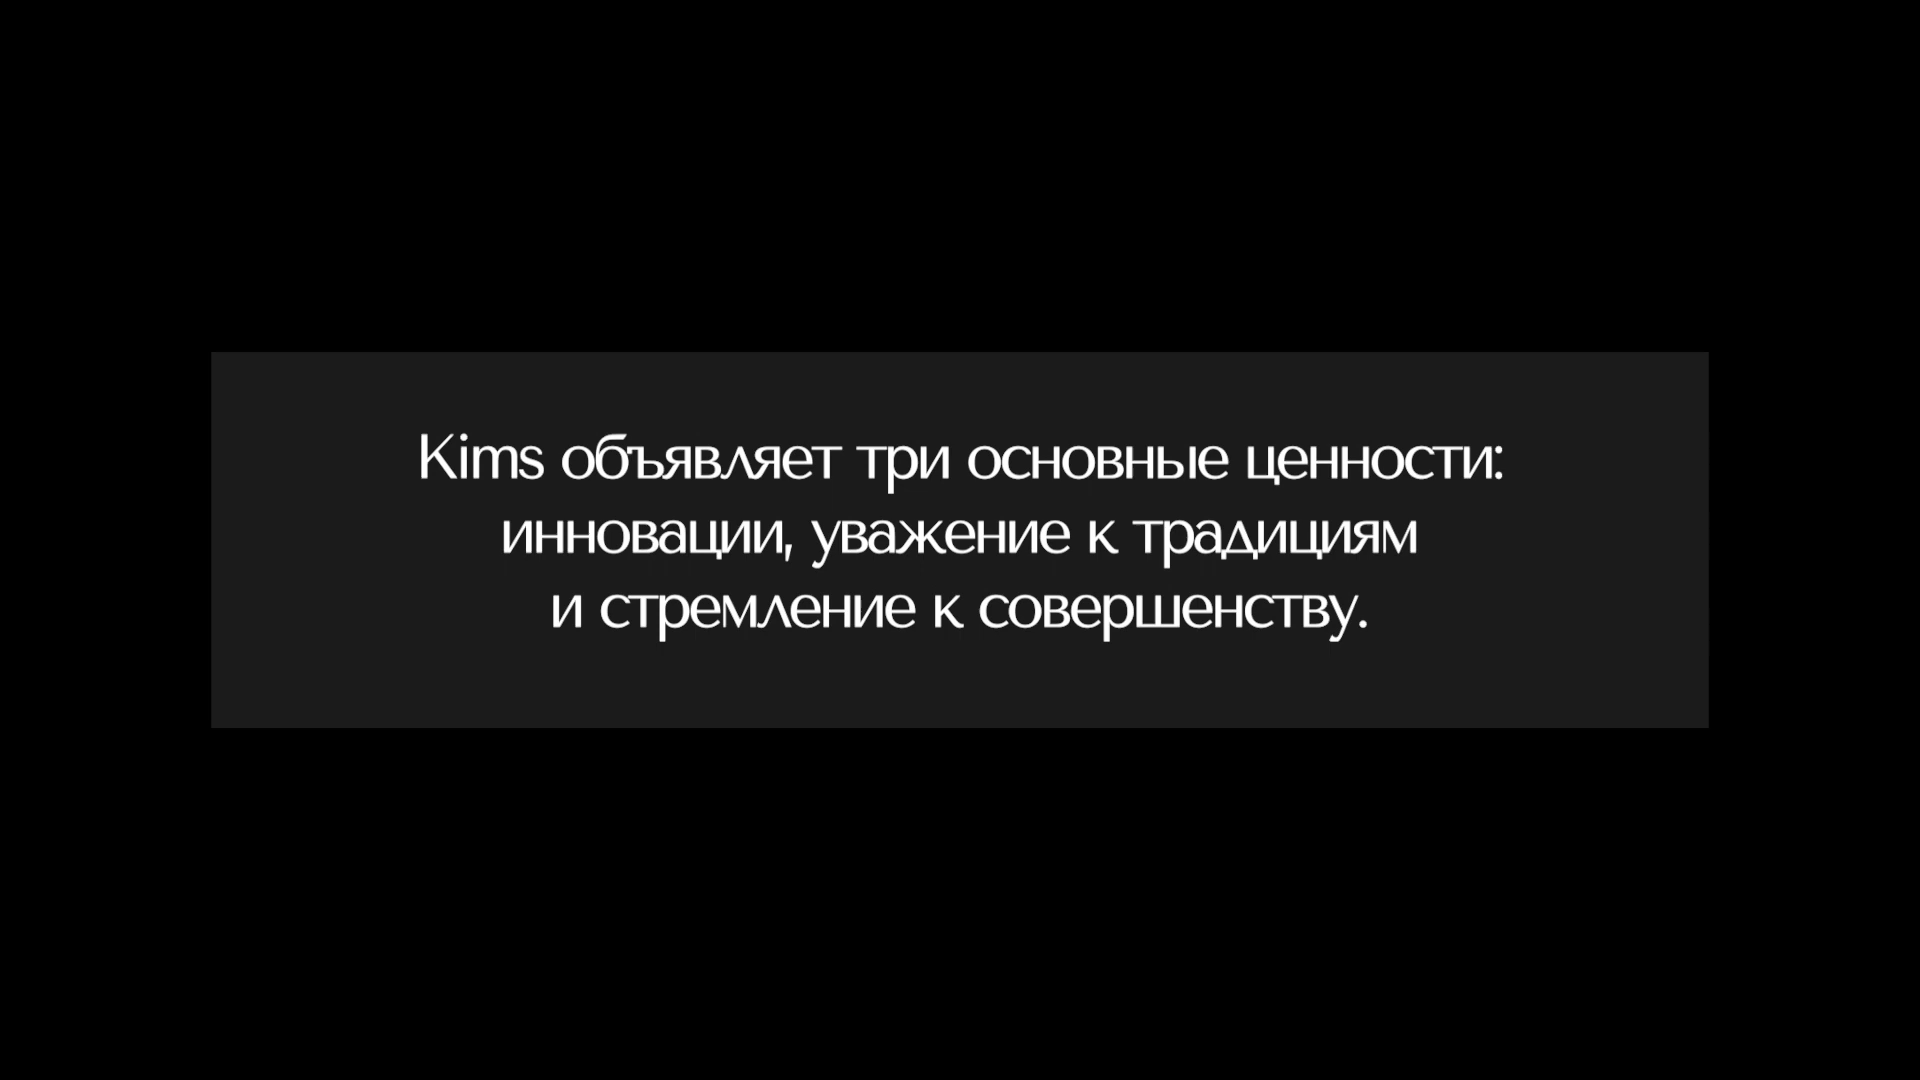 Kims объявляет три основные ценности:
инновации, уважение к традициям
и стремление к совершенству.